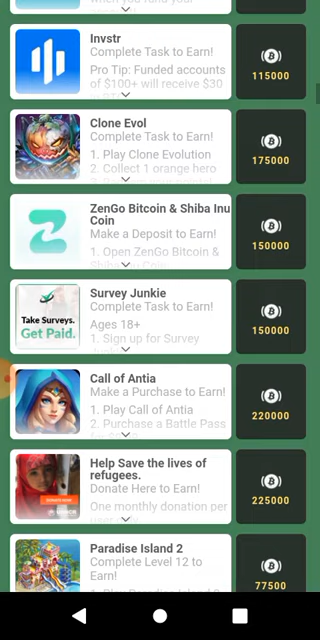 when you fund your
Invstr
Complete Task to Earn!
Pro Tip: Funded accounts
of $100+ will receive $30
115000
Clone Evol
Complete Task to Earn!
1. Play Clone Evolution
2. Collect 1 orange hero
175000
ZenGo Bitcoin & Shiba Inu
Coin
Make a Deposit to Earn!
1. Open ZenGo Bitcoin &
Shiba Inu Coin
150000
Take Surveys.
Get Paid.
Survey Junkie
Complete Task to Earn!
Ages 18+
1. Sign up for Survey
Junkie
150000
Call of Antia
Make a Purchase to Earn!
1. Play Call of Antia
2. Purchase a Battle Pass
220000
Help Save the lives of
refugees.
Donate Here to Earn!
One monthly donation per
225000
Paradise Island 2
Complete Level 12 to
Earn!
77500